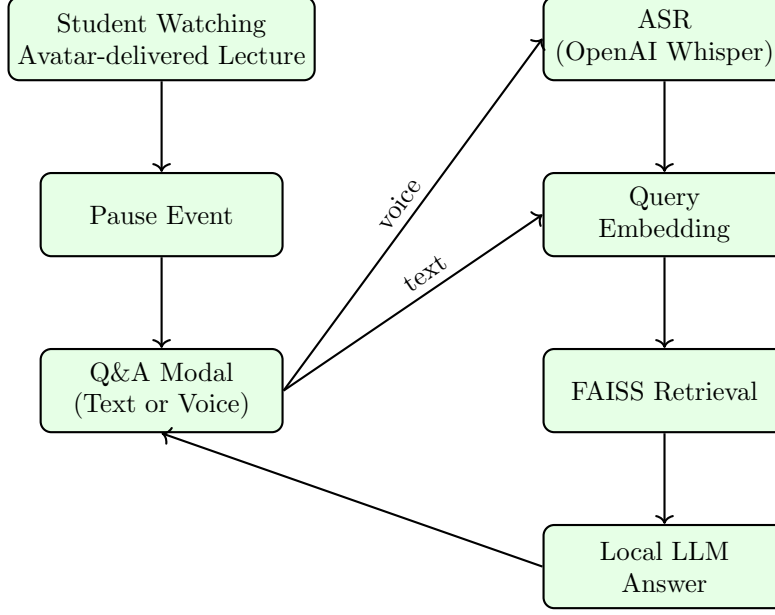 Student Watching
Avatar-delivered Lecture
Pause Event
Q&A Modal
(Text or Voice)
voice
text
ASR
(OpenAI Whisper)
Query
Embedding
FAISS Retrieval
Local LLM
Answer